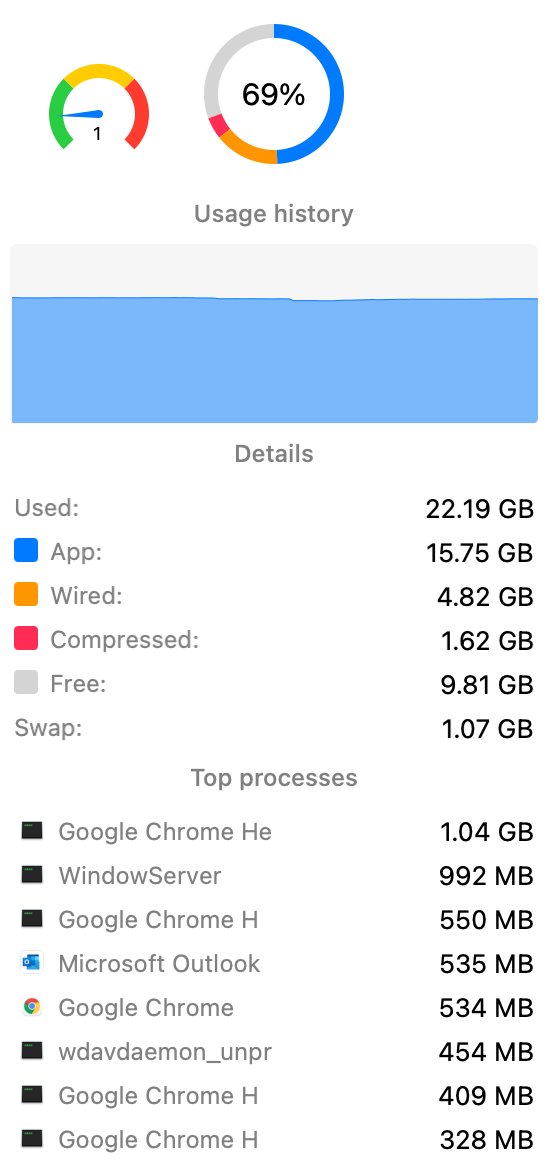 69%
1
Usage history
Details
Used: 22.19 GB
App: 15.75 GB
Wired: 4.82 GB
Compressed: 1.62 GB
Free: 9.81 GB
Swap: 1.07 GB
Top processes
Google Chrome He 1.04 GB
WindowServer 992 MB
Google Chrome H 550 MB
Microsoft Outlook 535 MB
Google Chrome 534 MB
wdavdaemon_unpr 454 MB
Google Chrome H 409 MB
Google Chrome H 328 MB